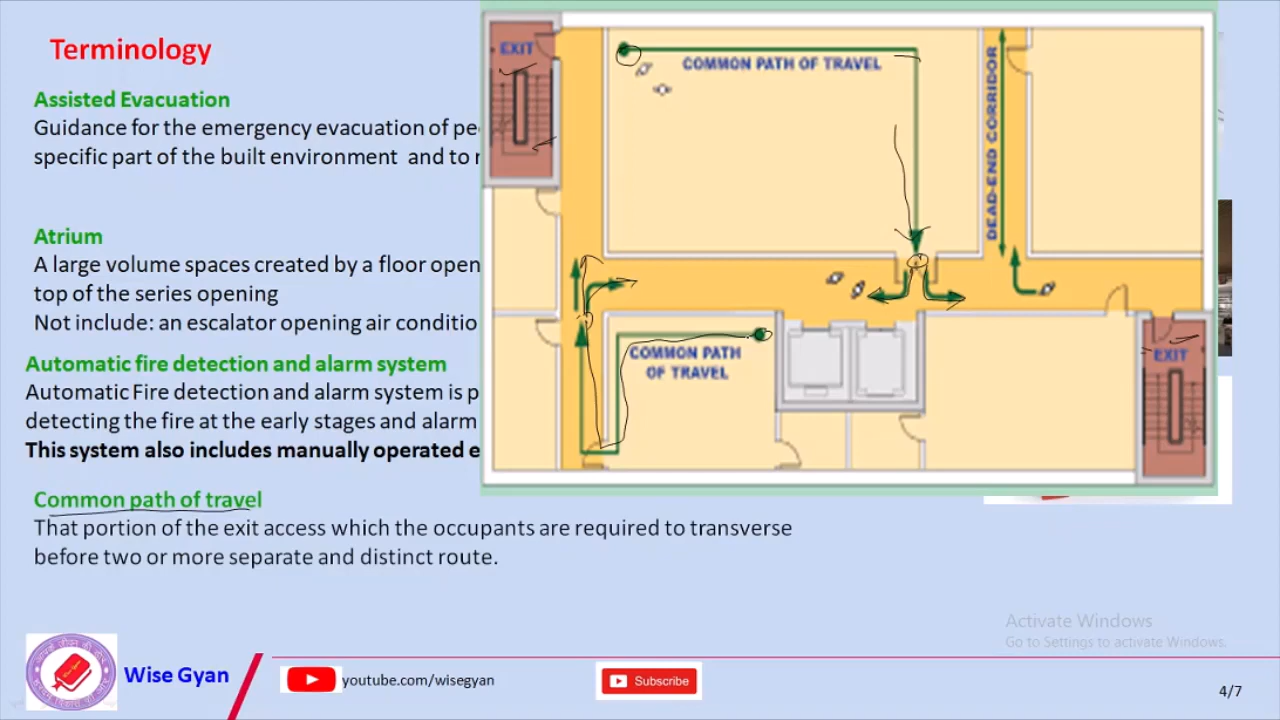 Terminology
Assisted Evacuation
Guidance for the emergency evacuation of pe
specific part of the built environment and to
Atrium
A large volume spaces created by a floor open
top of the series opening
Not include: an escalator opening air conditio
Automatic fire detection and alarm system
Automatic Fire detection and alarm system is p
detecting the fire at the early stages and alarm
This system also includes manually operated e
Common path of travel
That portion of the exit access which the occupants are required to transverse
before two or more separate and distinct route.
EXIT
COMMON PATH OF TRAVEL
DEAD-END CORRIDOR
COMMON PATH
OF TRAVEL
EXIT
Activate Windows
Go to Settings to activate Windows.
Wise Gyan
youtube.com/wisegyan
Subscribe
4/7